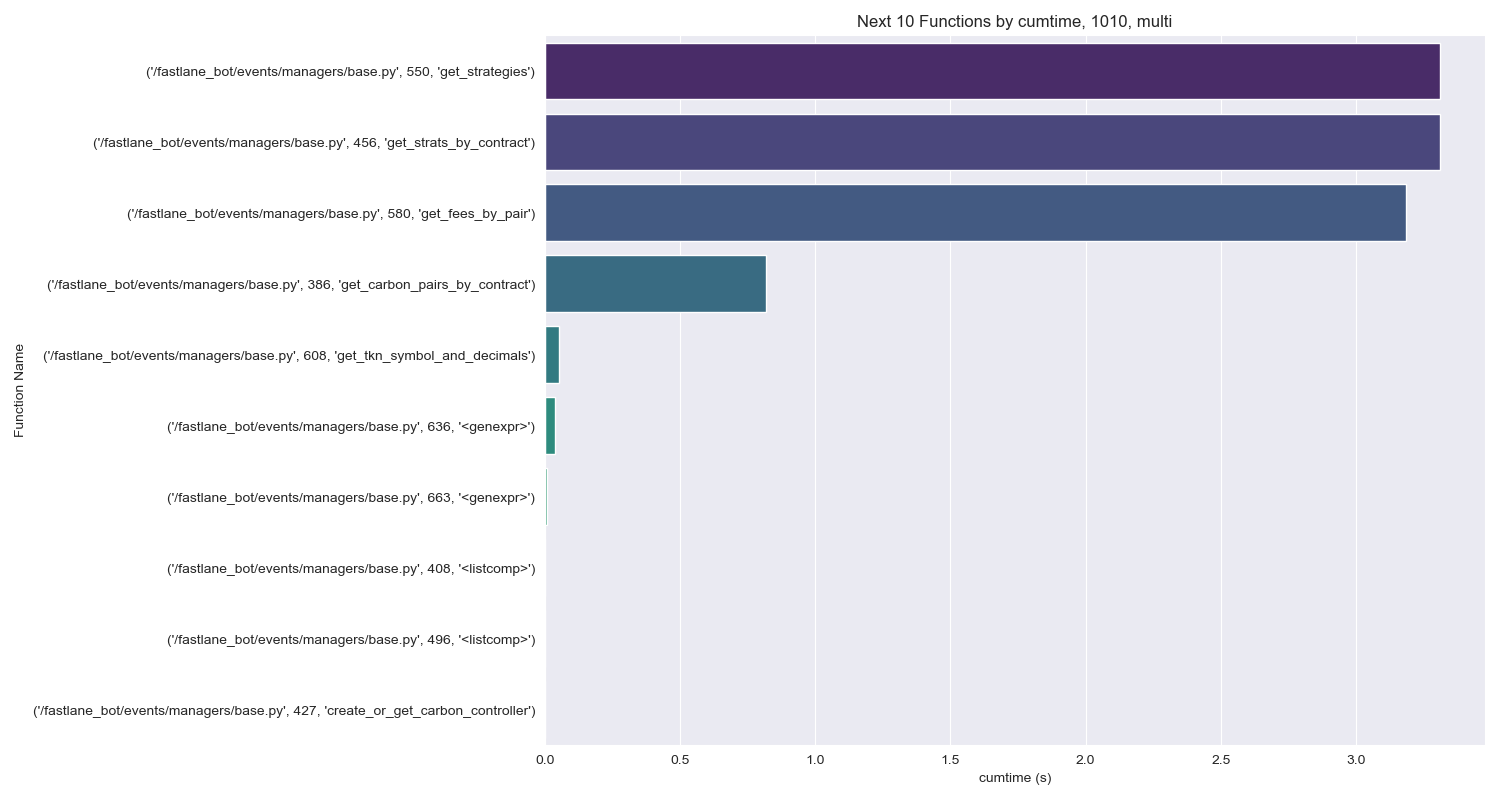 Next 10 Functions by cumtime, 1010, multi
('/fastlane_bot/events/managers/base.py', 550, 'get_strategies')
('/fastlane_bot/events/managers/base.py', 456, 'get_strats_by_contract')
('/fastlane_bot/events/managers/base.py', 580, 'get_fees_by_pair')
('/fastlane_bot/events/managers/base.py', 386, 'get_carbon_pairs_by_contract')
('/fastlane_bot/events/managers/base.py', 608, 'get_tkn_symbol_and_decimals')
('/fastlane_bot/events/managers/base.py', 636, '<genexpr>')
('/fastlane_bot/events/managers/base.py', 663, '<genexpr>')
('/fastlane_bot/events/managers/base.py', 408, '<listcomp>')
('/fastlane_bot/events/managers/base.py', 496, '<listcomp>')
('/fastlane_bot/events/managers/base.py', 427, 'create_or_get_carbon_controller')
Function Name
0.0 0.5 1.0 1.5 2.0 2.5 3.0
cumtime (s)